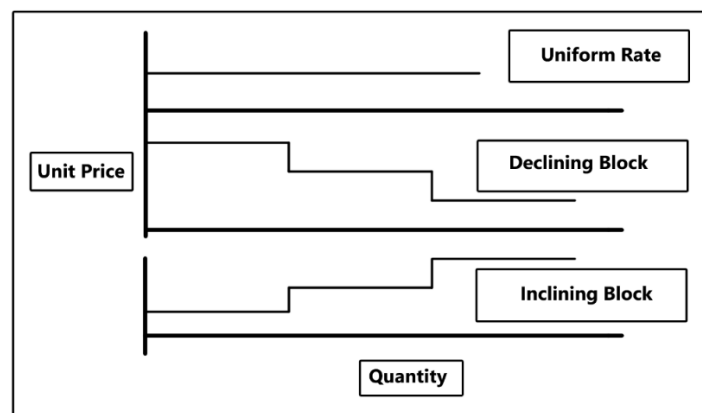 Uniform Rate
Unit Price
Declining Block
Inclining Block
Quantity